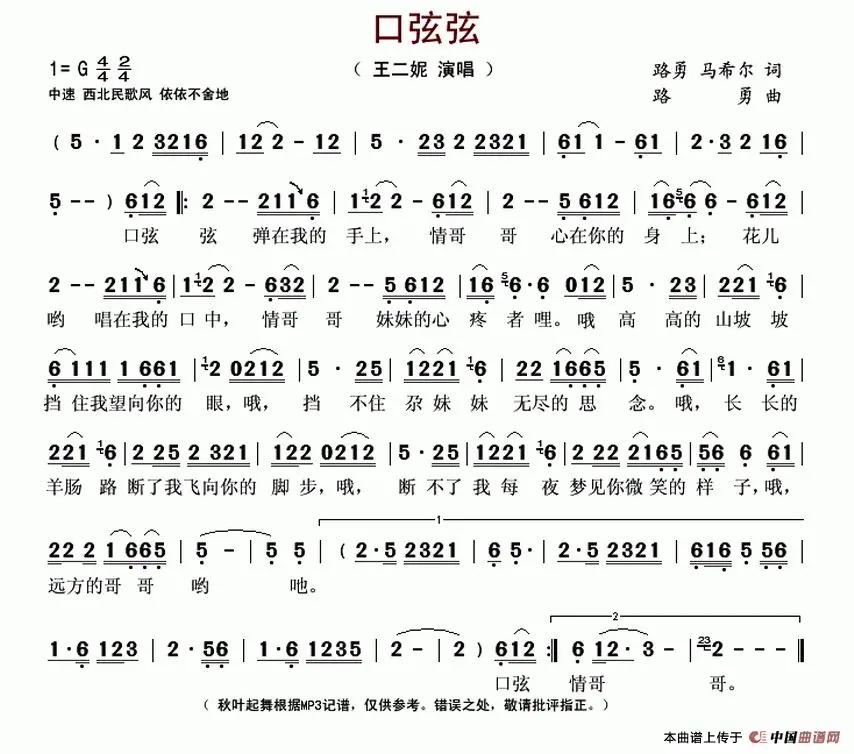 口弦弦
1= G 4/4 2/4
（ 王二妮 演唱 ）
路勇 马希尔 词
中速 西北民歌风 依依不舍地
路 勇 曲
( 5 · 1 2 3216 | 12 2 - 12 | 5 · 23 2 2321 | 61 1 - 61 | 2 · 3 2 16 |
5 - - ) 612 ‖: 2 - - 211 6 | 1 12 2 - 612 | 2 - - 5 612 | 16 56 6 - 612 |
口弦 弦 弹在我的 手上， 情哥 哥 心在你的 身 上； 花儿
2 - - 211 6 | 1 12 2 - 632 | 2 - - 5 612 | 16 56 · 6 012 | 5 · 23 | 221 16 |
哟 唱在我的 口 中， 情哥 哥 妹妹的心 疼 者 哩。哦 高 高的 山坡 坡
6 111 1 661 | 12 0212 | 5 · 25 | 1221 16 | 22 1665 | 5 · 61 | 61 · 61 |
挡 住我望向你的 眼，哦， 挡 不住 尕 妹 妹 无尽的 思 念。哦，长 长的
221 16 | 2 25 2 321 | 122 0212 | 5 · 25 | 1221 16 | 2 22 2165 | 56 6 61 |
羊肠 路 断了我飞向你的 脚 步，哦， 断 不了 我 每 夜 梦见你微 笑的 样 子，哦，
1
22 2 1 665 | 5 - | 5 5 | ( 2·5 2321 | 6 5· | 2·5 2321 | 616 5 56 |
远方的哥 哥 哟 吔。
2
1·6 123 | 2·56 | 1·6 1235 | 2 - | 2 - ) 612 :‖ 6 12·3 - | 232 - - - ‖
口弦 情哥 哥。
（ 秋叶起舞根据MP3记谱，仅供参考。错误之处，敬请批评指正。）
本曲谱上传于 中国曲谱网